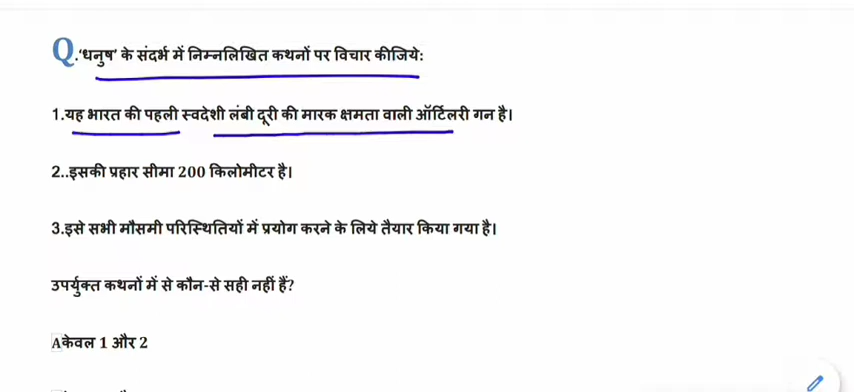 Q.'धनुष' के संदर्भ में निम्नलिखित कथनों पर विचार कीजिये:
1.यह भारत की पहली स्वदेशी लंबी दूरी की मारक क्षमता वाली ऑर्टिलरी गन है।
2..इसकी प्रहार सीमा 200 किलोमीटर है।
3.इसे सभी मौसमी परिस्थितियों में प्रयोग करने के लिये तैयार किया गया है।
उपर्युक्त कथनों में से कौन-से सही नहीं हैं?
Aकेवल 1 और 2